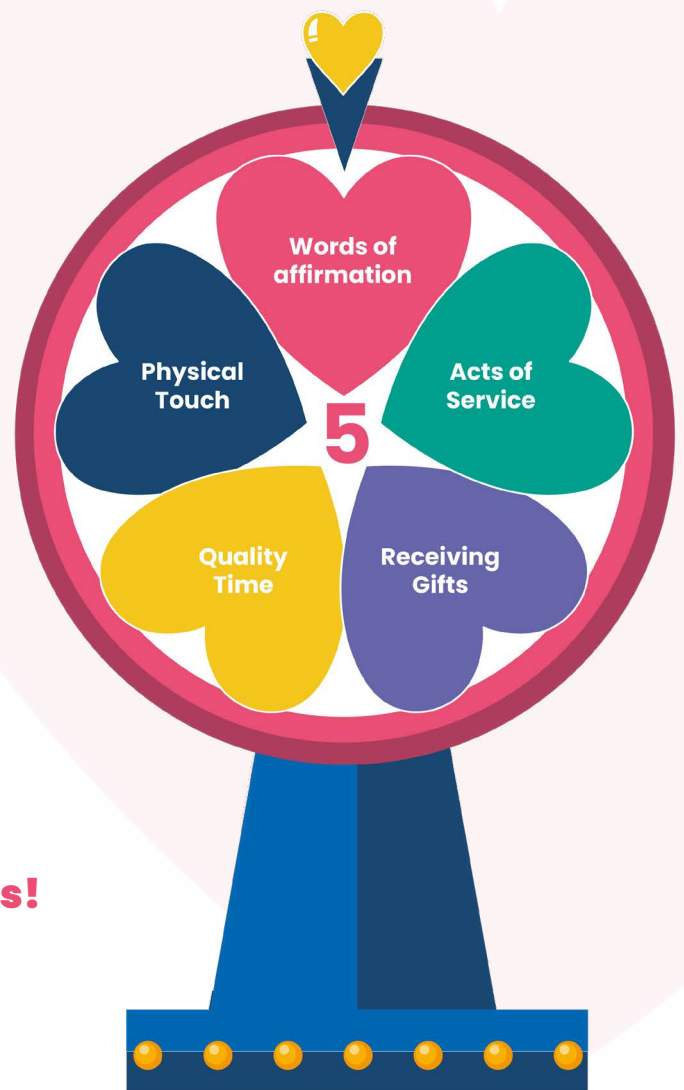 Words of
affirmation
Physical
Touch
Acts of
Service
5
Quality
Time
Receiving
Gifts
s!